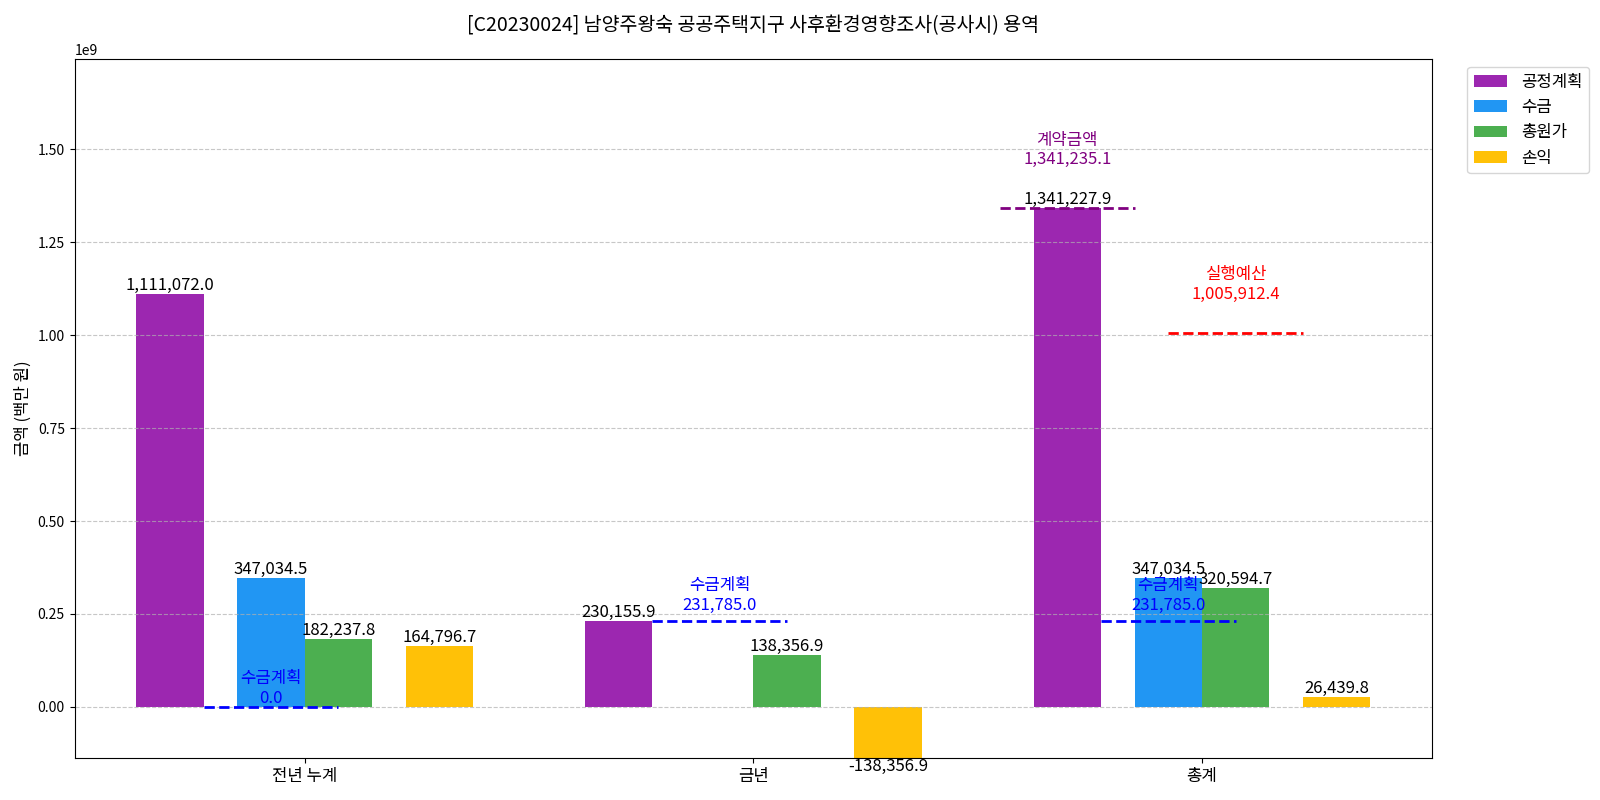 [C20230024] 남양주왕숙 공공주택지구 사후환경영향조사(공사시) 용역
1e9
공정계획
수금
총원가
손익
금액 (백만 원)
1.50
1.25
1.00
0.75
0.50
0.25
0.00
1,111,072.0
347,034.5
182,237.8
164,796.7
수금계획
0.0
230,155.9
수금계획
231,785.0
138,356.9
-138,356.9
계약금액
1,341,235.1
1,341,227.9
실행예산
1,005,912.4
347,034.5
320,594.7
수금계획
231,785.0
26,439.8
전년 누계
금년
총계